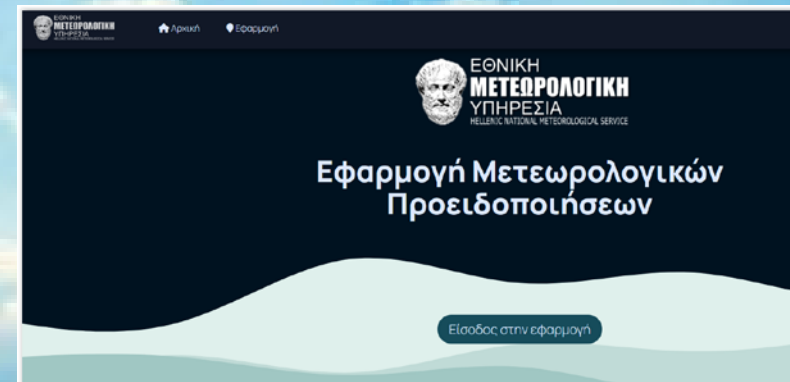 ΕΘΝΙΚΗ
ΜΕΤΕΩΡΟΛΟΓΙΚΗ
ΥΠΗΡΕΣΙΑ
Αρχική
Εφαρμογή
ΕΘΝΙΚΗ
ΜΕΤΕΩΡΟΛΟΓΙΚΗ
ΥΠΗΡΕΣΙΑ
HELLENIC NATIONAL METEOROLOGICAL SERVICE
Εφαρμογή Μετεωρολογικών
Προειδοποιήσεων
Είσοδος στην εφαρμογή